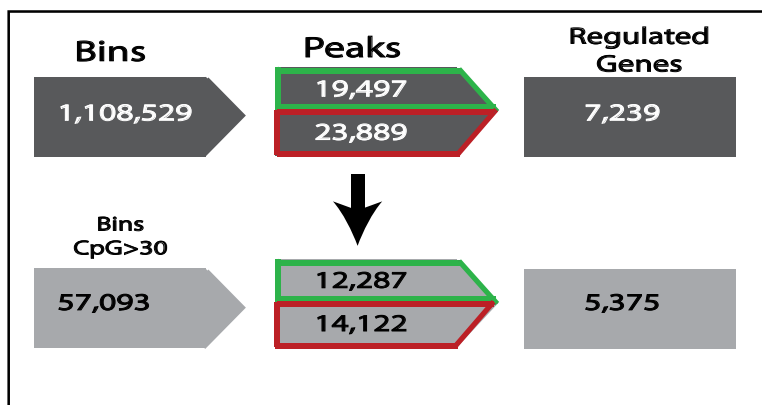 Bins
Peaks
Regulated
Genes
1,108,529
19,497
23,889
7,239
Bins
CpG>30
57,093
12,287
14,122
5,375